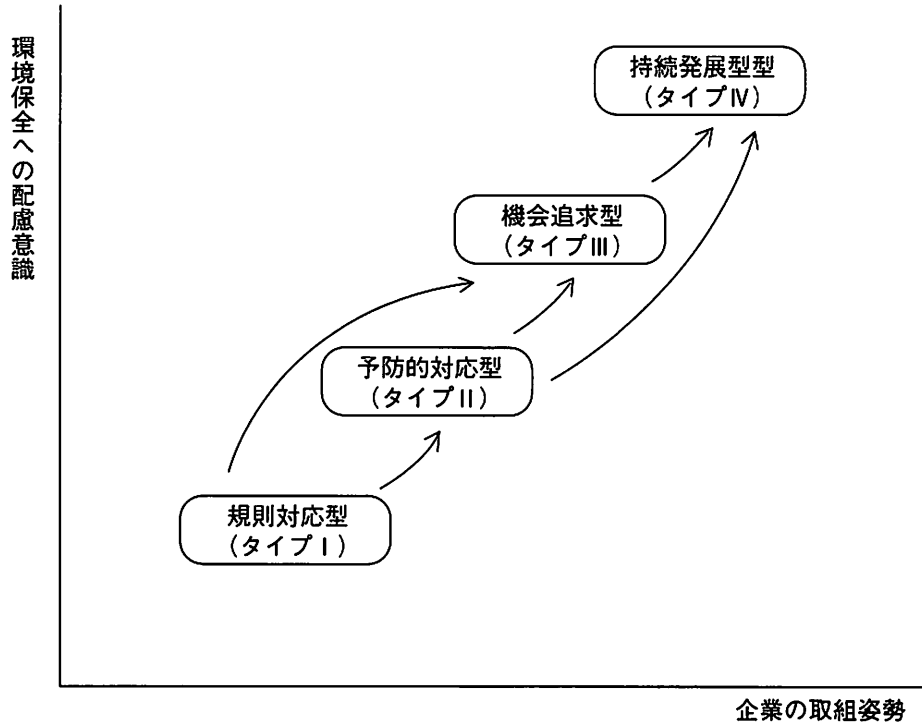 環境保全への配慮意識
持続発展型型
（タイプⅣ）
機会追求型
（タイプⅢ）
予防的対応型
（タイプⅡ）
規則対応型
（タイプⅠ）
企業の取組姿勢